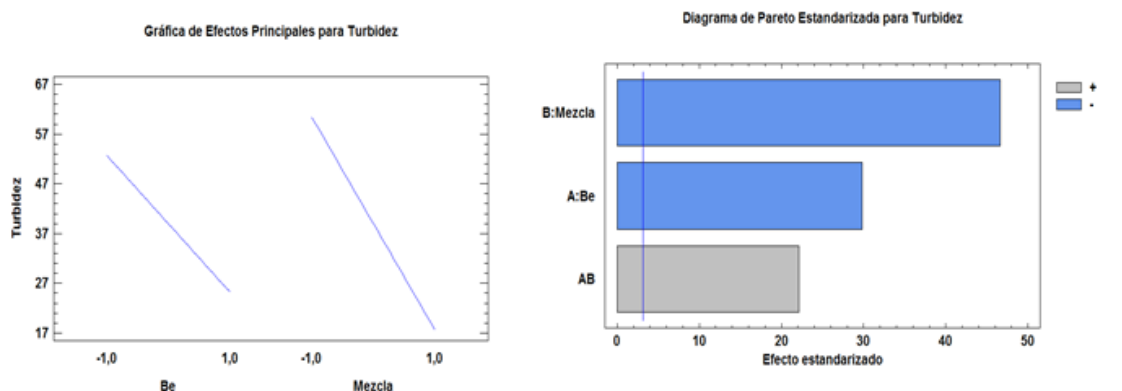 Gráfica de Efectos Principales para Turbidez
67
57
47
37
27
17
Turbidez
-1,0 1,0 -1,0 1,0
Be Mezcla
Diagrama de Pareto Estandarizada para Turbidez
+
-
B:Mezcla
A:Be
AB
0 10 20 30 40 50
Efecto estandarizado